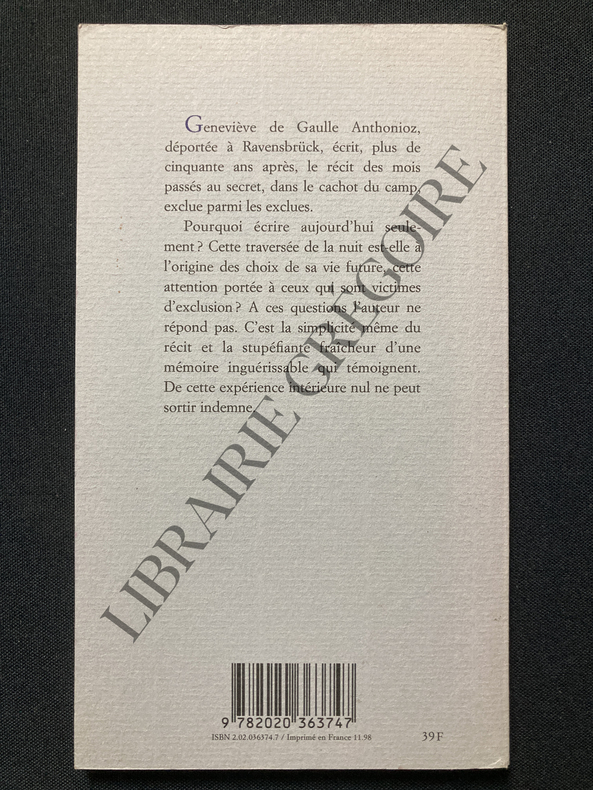 Geneviève de Gaulle Anthonioz,
déportée à Ravensbrück, écrit, plus de
cinquante ans après, le récit des mois
passés au secret, dans le cachot du camp,
exclue parmi les exclues.
Pourquoi écrire aujourd'hui seule-
ment ? Cette traversée de la nuit est-elle à
l'origine des choix de sa vie future, cette
attention portée à ceux qui sont victimes
d'exclusion ? A ces questions l'auteur ne
répond pas. C'est la simplicité même du
récit et la stupéfiante fraîcheur d'une
mémoire inguérissable qui témoignent.
De cette expérience intérieure nul ne peut
sortir indemne.
LIBRAIRIE GRÉGOIRE
9 782020 363747
ISBN 2.02.036374.7 / Imprimé en France 11.98
39 F